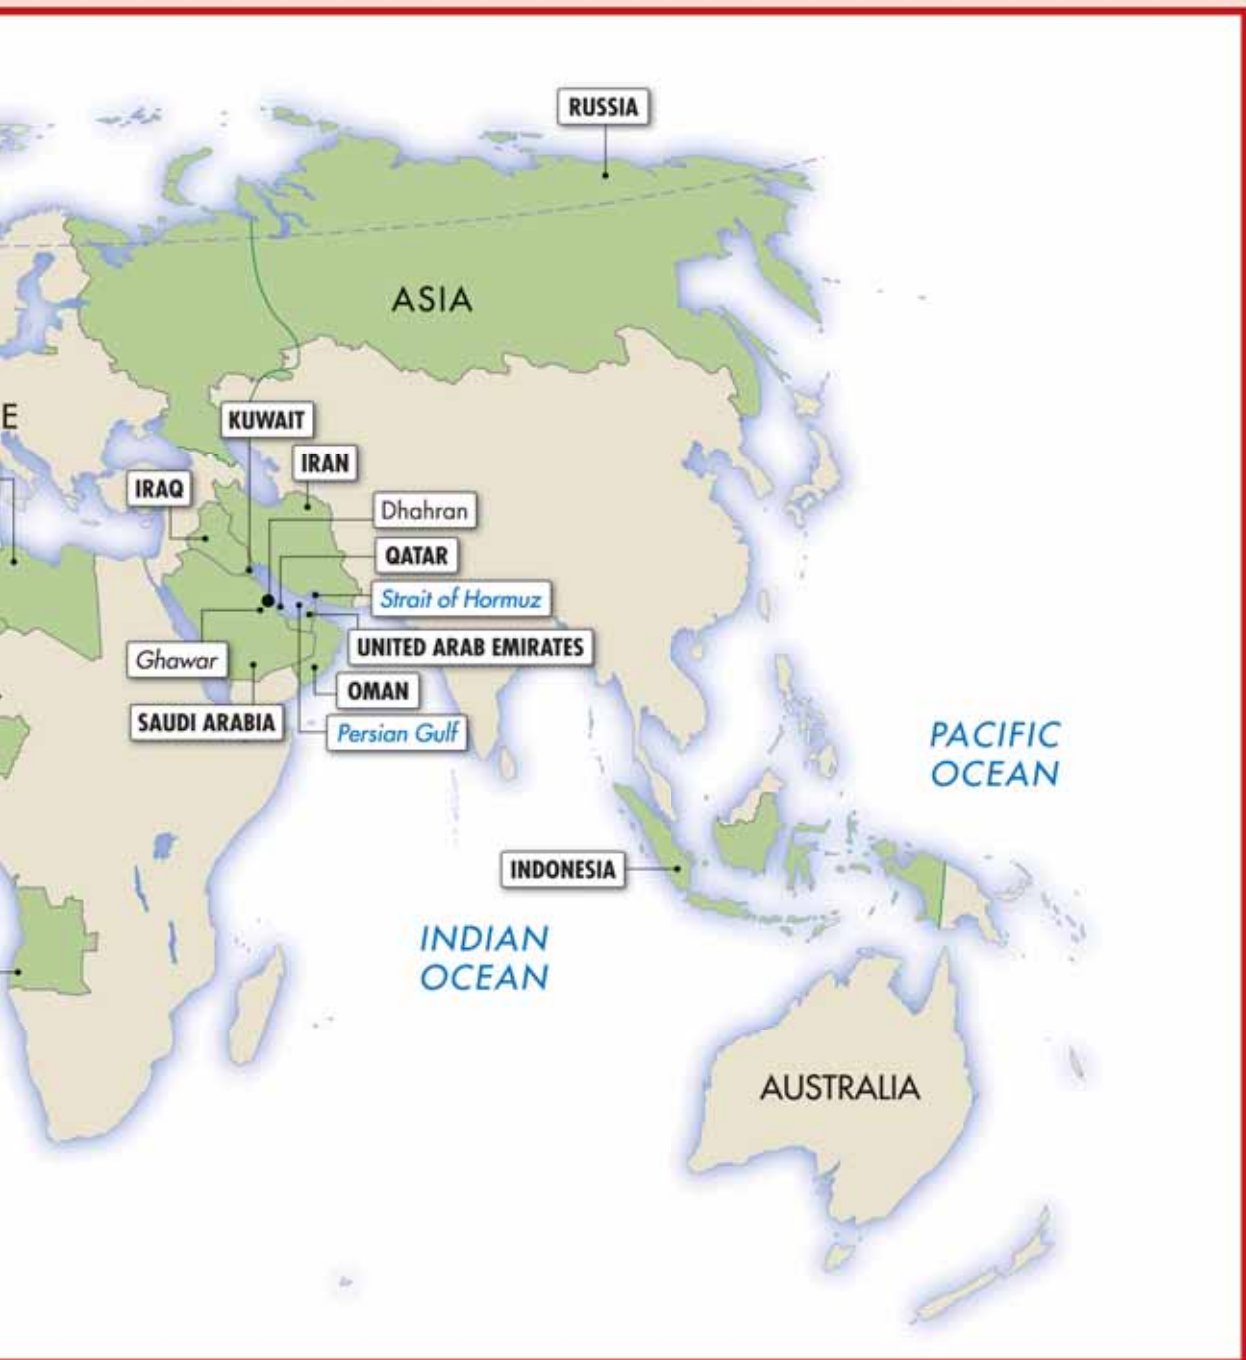 RUSSIA
ASIA
E
KUWAIT
IRAN
IRAQ
Dhahran
QATAR
Strait of Hormuz
UNITED ARAB EMIRATES
Ghawar
OMAN
SAUDI ARABIA
Persian Gulf
PACIFIC
OCEAN
INDONESIA
INDIAN
OCEAN
AUSTRALIA